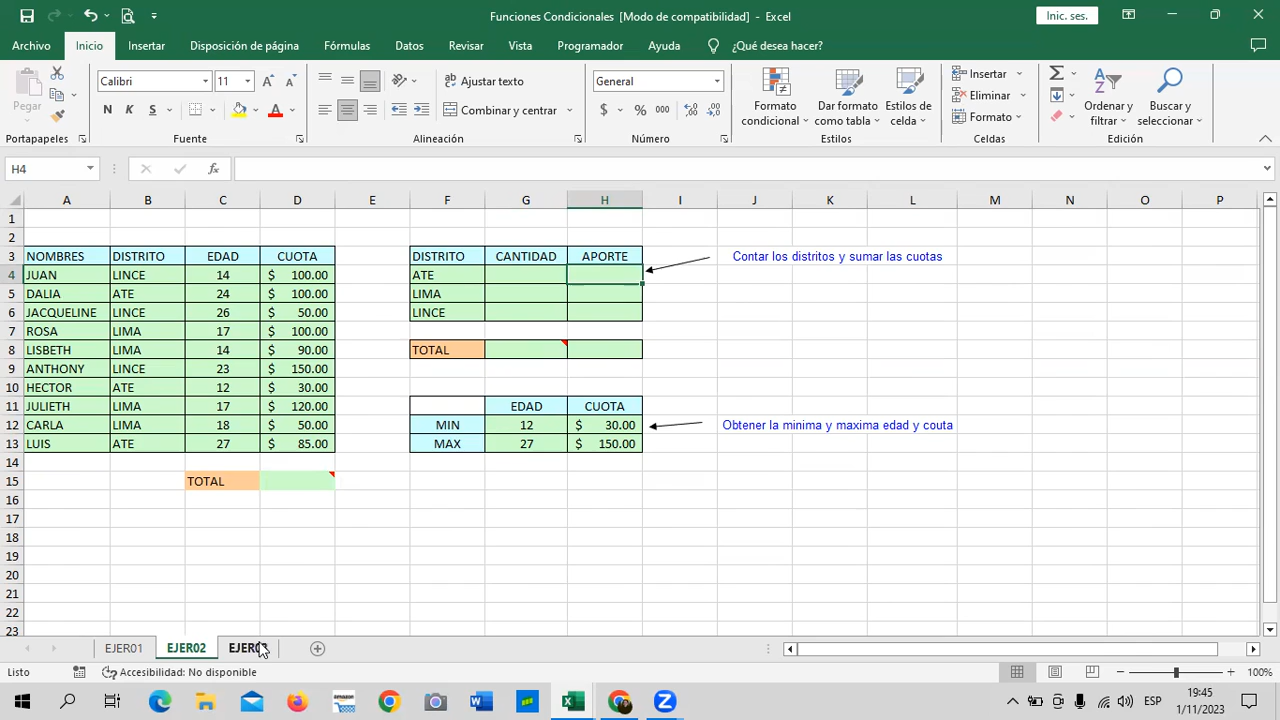 Funciones Condicionales [Modo de compatibilidad] - Excel
Inic. ses.
Archivo Inicio Insertar Disposición de página Fórmulas Datos Revisar Vista Programador Ayuda ¿Qué desea hacer?
Pegar
Calibri 11
N K S
Ajustar texto
Combinar y centrar
General
$ % 000
Formato condicional
Dar formato como tabla
Estilos de celda
Insertar
Eliminar
Formato
Ordenar y filtrar
Buscar y seleccionar
Portapapeles Fuente Alineación Número Estilos Celdas Edición
H4 fx
A B C D E F G H I J K L M N O P
1
2
3 NOMBRES DISTRITO EDAD CUOTA DISTRITO CANTIDAD APORTE Contar los distritos y sumar las cuotas
4 JUAN LINCE 14 $ 100.00 ATE
5 DALIA ATE 24 $ 100.00 LIMA
6 JACQUELINE LINCE 26 $ 50.00 LINCE
7 ROSA LIMA 17 $ 100.00
8 LISBETH LIMA 14 $ 90.00 TOTAL
9 ANTHONY LINCE 23 $ 150.00
10 HECTOR ATE 12 $ 30.00
11 JULIETH LIMA 17 $ 120.00 EDAD CUOTA
12 CARLA LIMA 18 $ 50.00 MIN 12 $ 30.00 Obtener la minima y maxima edad y couta
13 LUIS ATE 27 $ 85.00 MAX 27 $ 150.00
14
15 TOTAL
16
17
18
19
20
21
22
23
EJER01 EJER02
Listo Accesibilidad: No disponible 100%
ESP 19:45
1/11/2023